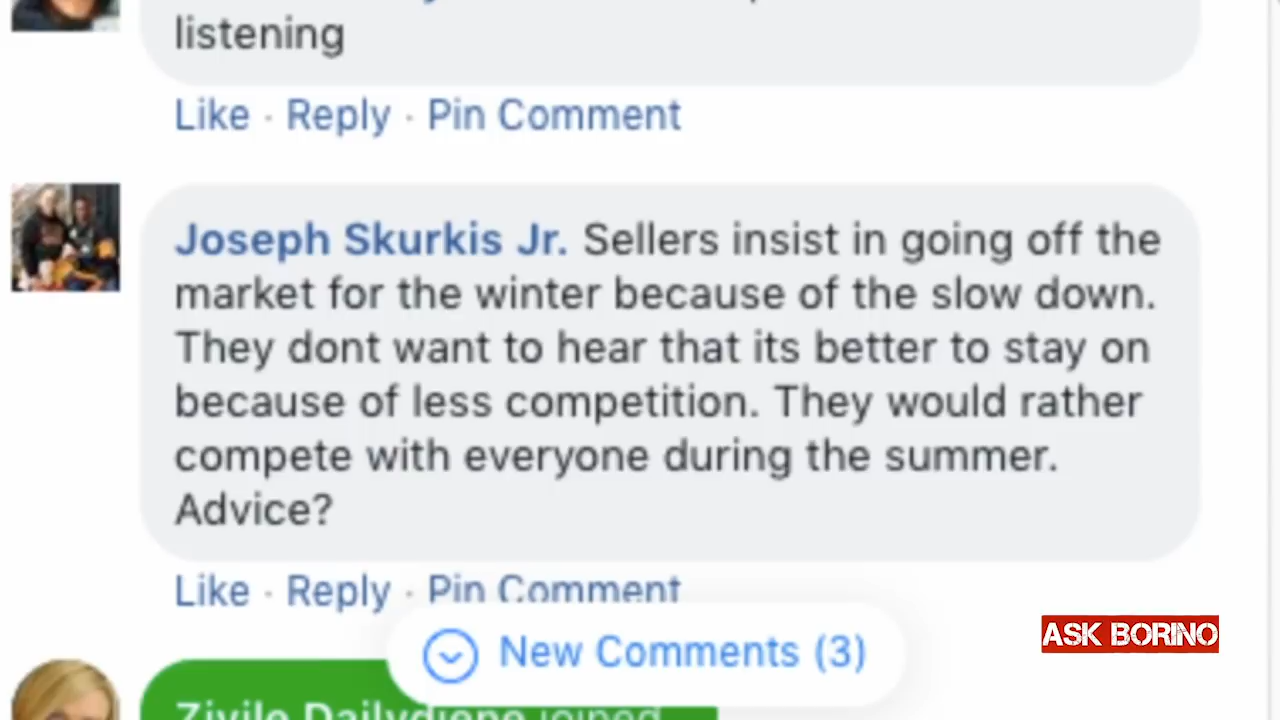 listening
Like · Reply · Pin Comment
Joseph Skurkis Jr. Sellers insist in going off the
market for the winter because of the slow down.
They dont want to hear that its better to stay on
because of less competition. They would rather
compete with everyone during the summer.
Advice?
Like · Reply · Pin Comment
New Comments (3)
ASK BORINO
Zivile Dailydiene joined